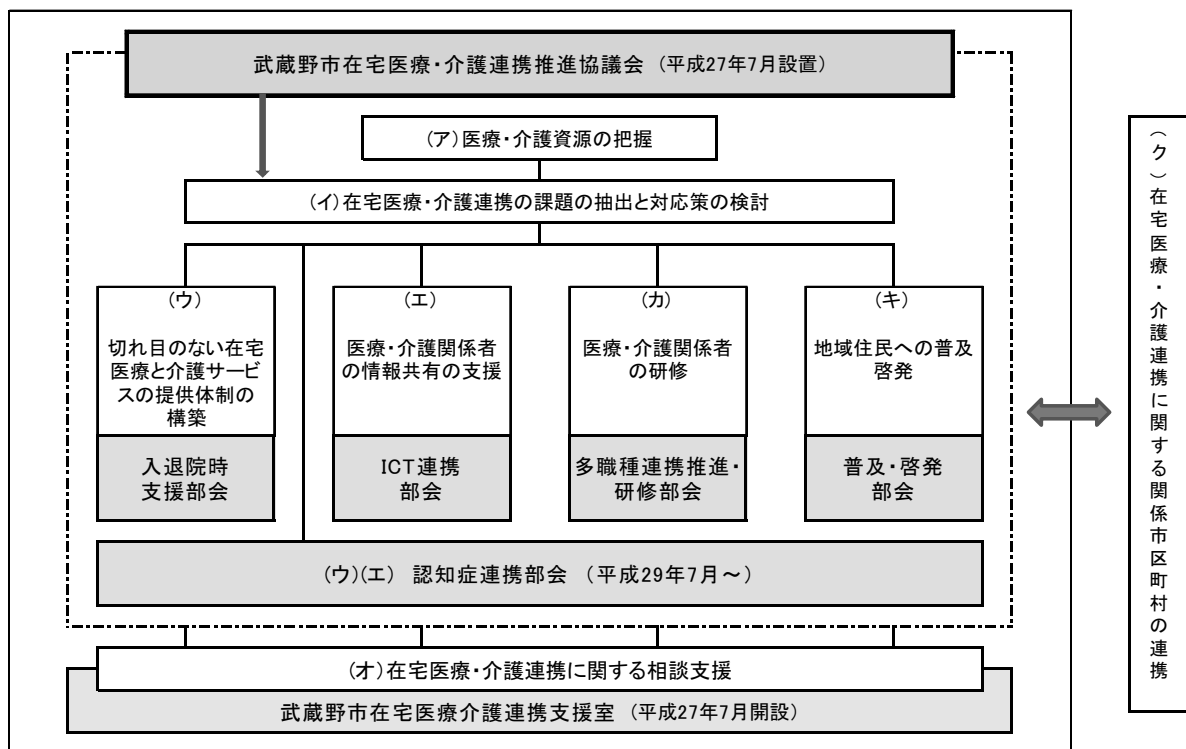 武蔵野市在宅医療・介護連携推進協議会 (平成27年7月設置)
(ア)医療・介護資源の把握
(イ)在宅医療・介護連携の課題の抽出と対応策の検討
(ウ)
切れ目のない在宅
医療と介護サービ
スの提供体制の
構築
入退院時
支援部会
(エ)
医療・介護関係者
の情報共有の支援
ICT連携
部会
(カ)
医療・介護関係者
の研修
多職種連携推進・
研修部会
(キ)
地域住民への普及
啓発
普及・啓発
部会
(ウ)(エ) 認知症連携部会 (平成29年7月～)
(オ)在宅医療・介護連携に関する相談支援
武蔵野市在宅医療介護連携支援室 (平成27年7月開設)
(ク)在宅医療・介護連携に関する関係市区町村の連携